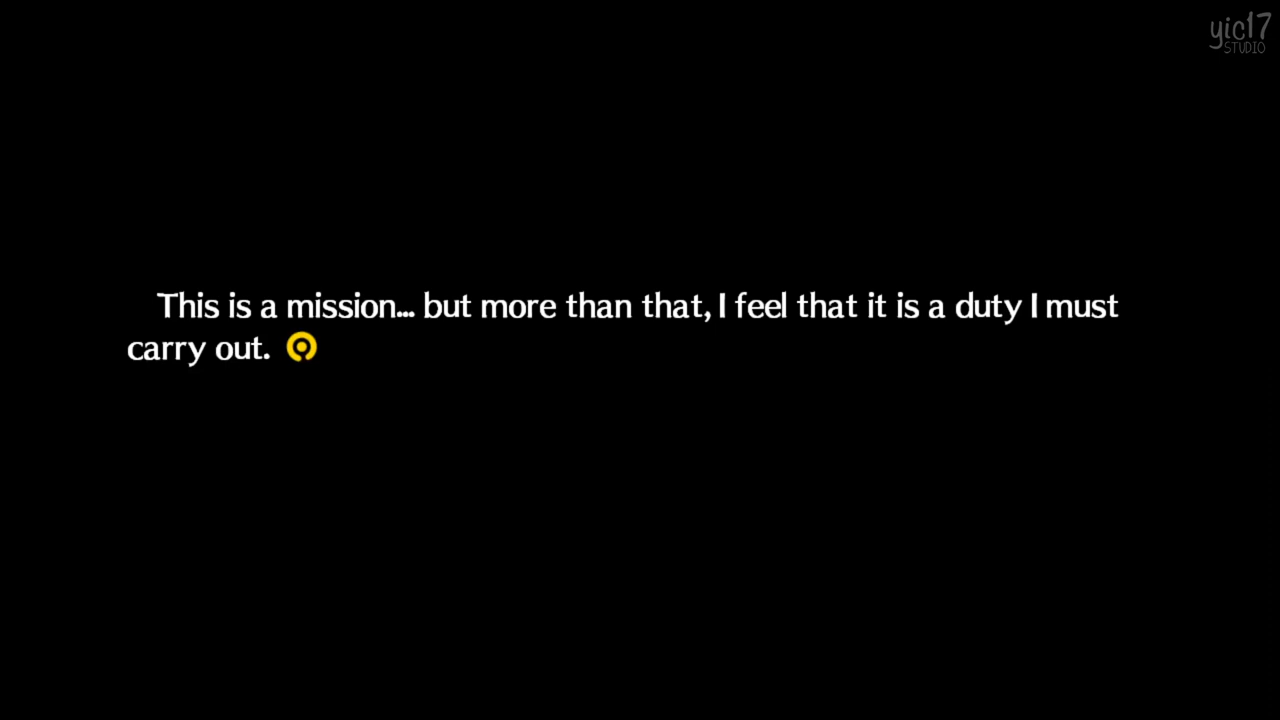 yic17
STUDIO
This is a mission... but more than that, I feel that it is a duty I must
carry out.